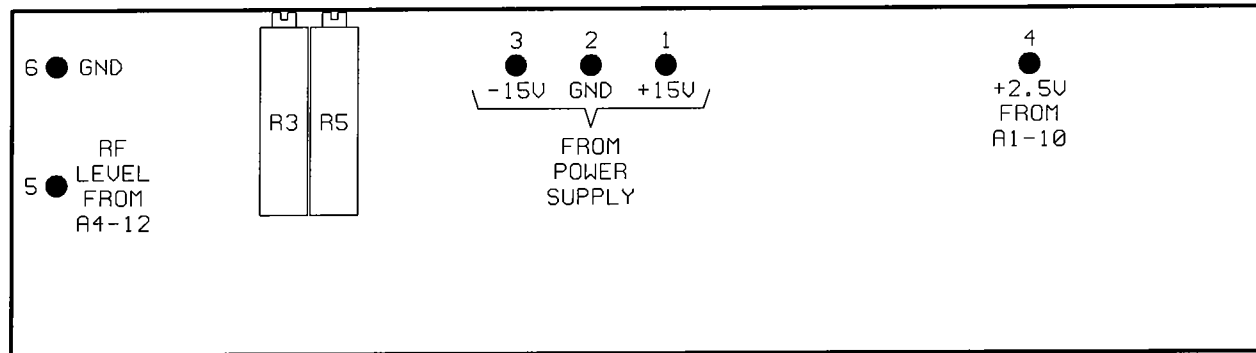 6 GND
5 RF
LEVEL
FROM
A4-12
R3 R5
3 2 1
-15V GND +15V
FROM
POWER
SUPPLY
4
+2.5V
FROM
A1-10